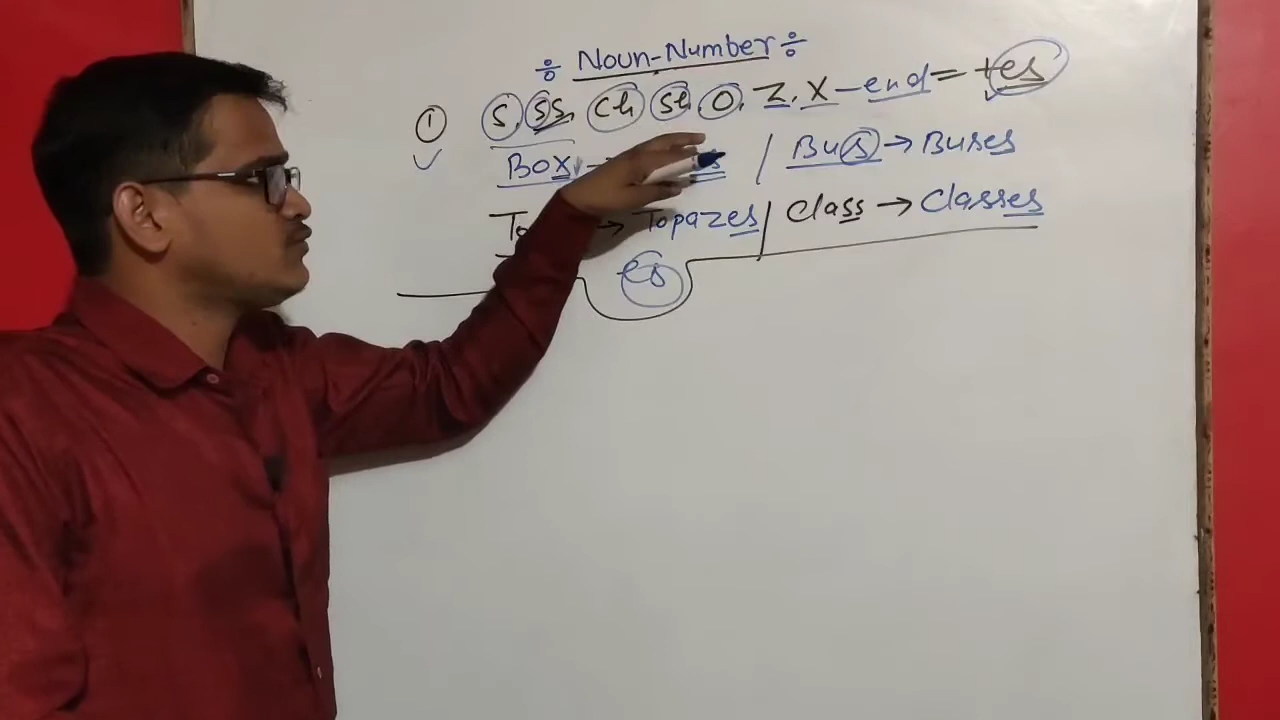 ÷ Noun-Number ÷
① S, SS, Ch, Sh, O, Z, X - end = +es
Box → / Bus → Buses
→ Topazes / Class → Classes
es